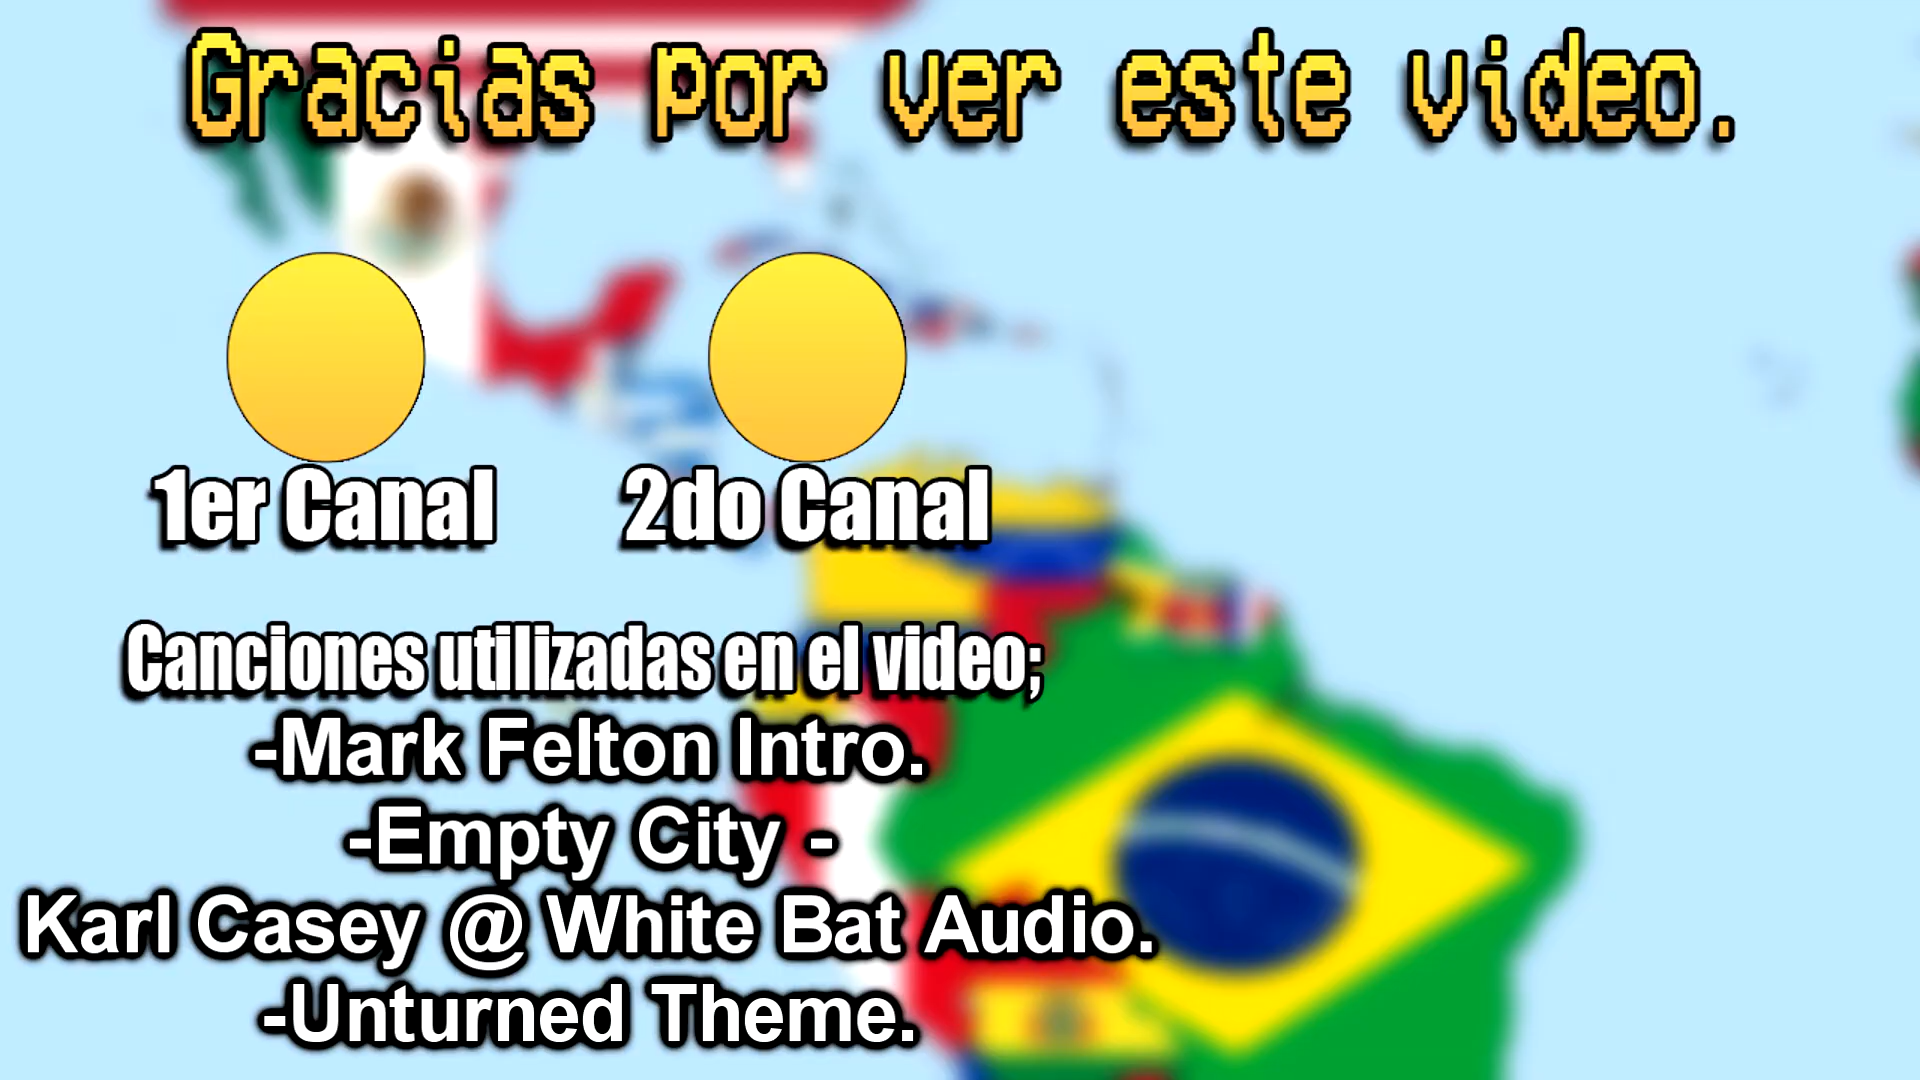 Gracias por ver este video.
1er Canal 2do Canal
Canciones utilizadas en el video;
-Mark Felton Intro.
-Empty City -
Karl Casey @ White Bat Audio.
-Unturned Theme.